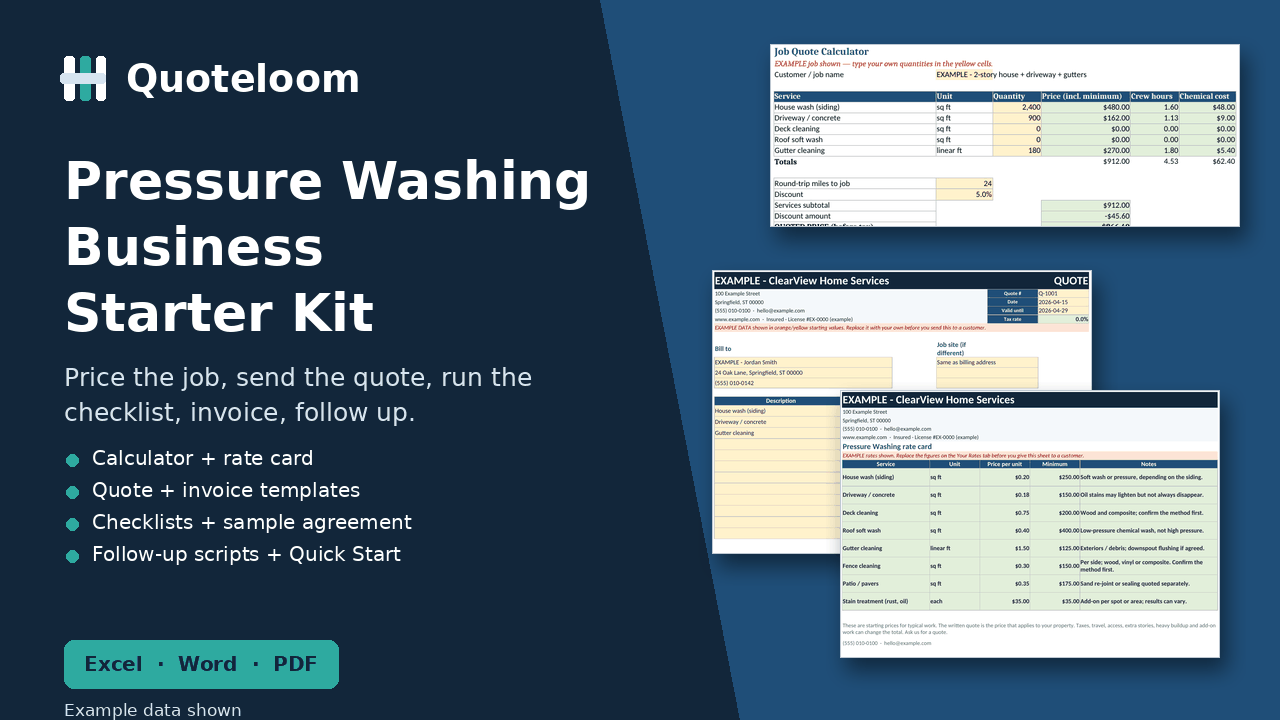 Quoteloom
Pressure Washing
Business
Starter Kit
Price the job, send the quote, run the
checklist, invoice, follow up.
Calculator + rate card
Quote + invoice templates
Checklists + sample agreement
Follow-up scripts + Quick Start
Excel · Word · PDF
Example data shown
Job Quote Calculator
EXAMPLE job shown — type your own quantities in the yellow cells.
Customer / job name EXAMPLE - 2-story house + driveway + gutters
Service Unit Quantity Price (incl. minimum) Crew hours Chemical cost
House wash (siding) sq ft 2,400 $480.00 1.60 $48.00
Driveway / concrete sq ft 900 $162.00 1.13 $9.00
Deck cleaning sq ft 0 $0.00 0.00 $0.00
Roof soft wash sq ft 0 $0.00 0.00 $0.00
Gutter cleaning linear ft 180 $270.00 1.80 $5.40
Totals $912.00 4.53 $62.40
Round-trip miles to job 24
Discount 5.0%
Services subtotal $912.00
Discount amount -$45.60
EXAMPLE - ClearView Home Services QUOTE
100 Example Street Quote # Q-1001
Springfield, ST 00000 Date 2026-04-15
(555) 010-0100 - hello@example.com Valid until 2026-04-29
www.example.com - Insured - License #EX-0000 (example) Tax rate 0.0%
EXAMPLE DATA shown in orange/yellow starting values. Replace it with your own before you send this to a customer.
Bill to Job site (if
different)
EXAMPLE - Jordan Smith Same as billing address
24 Oak Lane, Springfield, ST 00000
(555) 010-0142
Description
House wash (siding)
Driveway / concrete
Gutter cleaning
EXAMPLE - ClearView Home Services
100 Example Street
Springfield, ST 00000
(555) 010-0100 - hello@example.com
www.example.com - Insured - License #EX-0000 (example)
Pressure Washing rate card
EXAMPLE rates shown. Replace the figures on the Your Rates tab before you give this sheet to a customer.
Service Unit Price per unit Minimum Notes
House wash (siding) sq ft $0.20 $250.00 Soft wash or pressure, depending on the siding.
Driveway / concrete sq ft $0.18 $150.00 Oil stains may lighten but not always disappear.
Deck cleaning sq ft $0.75 $200.00 Wood and composite; confirm the method first.
Roof soft wash sq ft $0.40 $400.00 Low-pressure chemical wash, not high pressure.
Gutter cleaning linear ft $1.50 $125.00 Exteriors / debris; downspout flushing if agreed.
Fence cleaning sq ft $0.30 $150.00 Per side; wood, vinyl or composite. Confirm the
method first.
Patio / pavers sq ft $0.35 $175.00 Sand re-joint or sealing quoted separately.
Stain treatment (rust, oil) each $35.00 $35.00 Add-on per spot or area; results can vary.
These are starting prices for typical work. The written quote is the price that applies to your property. Taxes, travel, access, extra stories, heavy buildup and add-on
work can change the total. Ask us for a quote.
(555) 010-0100 - hello@example.com